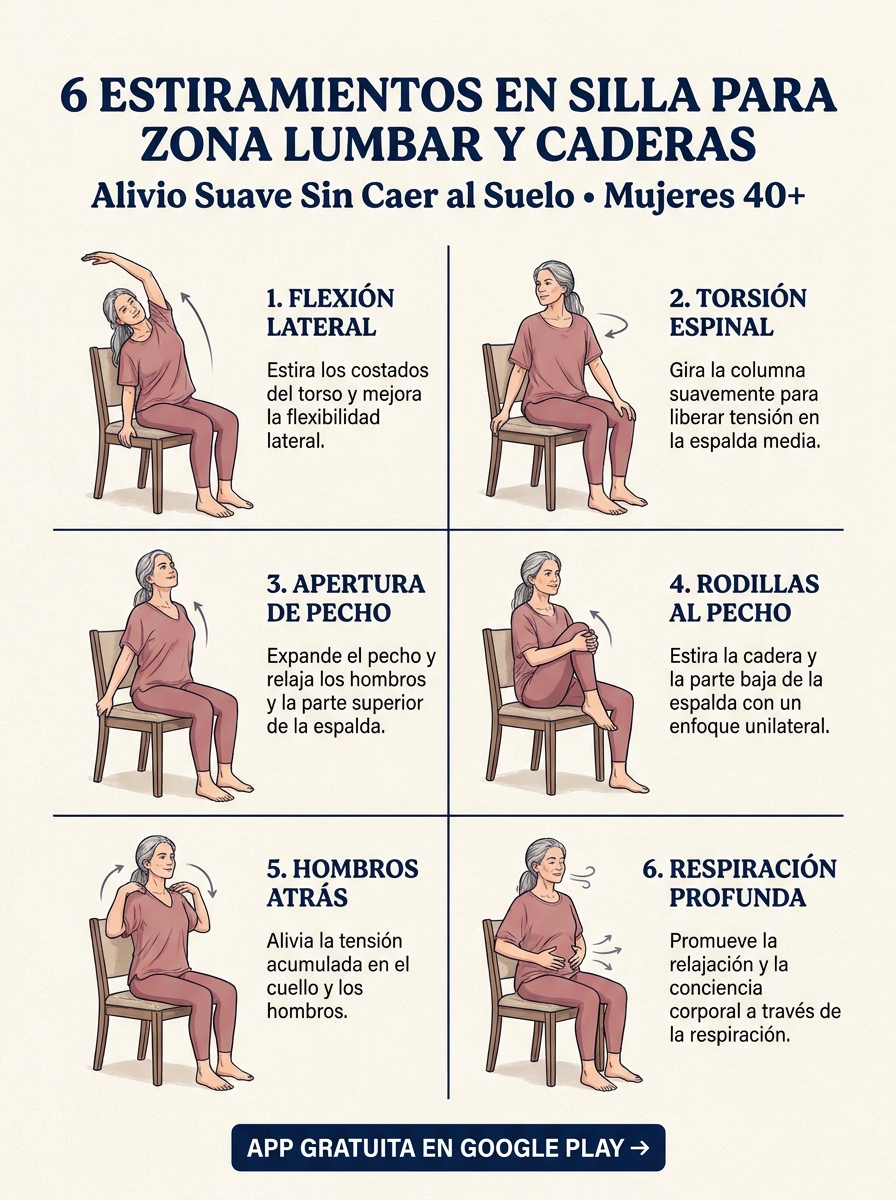 6 ESTIRAMIENTOS EN SILLA PARA
ZONA LUMBAR Y CADERAS
Alivio Suave Sin Caer al Suelo • Mujeres 40+
1. FLEXIÓN
LATERAL
Estira los costados
del torso y mejora
la flexibilidad
lateral.
2. TORSIÓN
ESPINAL
Gira la columna
suavemente para
liberar tensión en
la espalda media.
3. APERTURA
DE PECHO
Expande el pecho y
relaja los hombros
y la parte superior
de la espalda.
4. RODILLAS
AL PECHO
Estira la cadera y
la parte baja de la
espalda con un
enfoque unilateral.
5. HOMBROS
ATRÁS
Alivia la tensión
acumulada en el
cuello y los
hombros.
6. RESPIRACIÓN
PROFUNDA
Promueve la
relajación y la
conciencia
corporal a través de
la respiración.
APP GRATUITA EN GOOGLE PLAY →